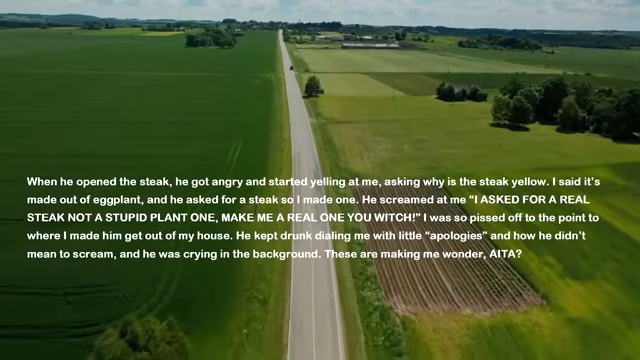 When he opened the steak, he got angry and started yelling at me, asking why is the steak yellow. I said it's
made out of eggplant, and he asked for a steak so I made one. He screamed at me "I ASKED FOR A REAL
STEAK NOT A STUPID PLANT ONE, MAKE ME A REAL ONE YOU WITCH!" I was so pissed off to the point to
where I made him get out of my house. He kept drunk dialing me with little "apologies" and how he didn't
mean to scream, and he was crying in the background. These are making me wonder, AITA?